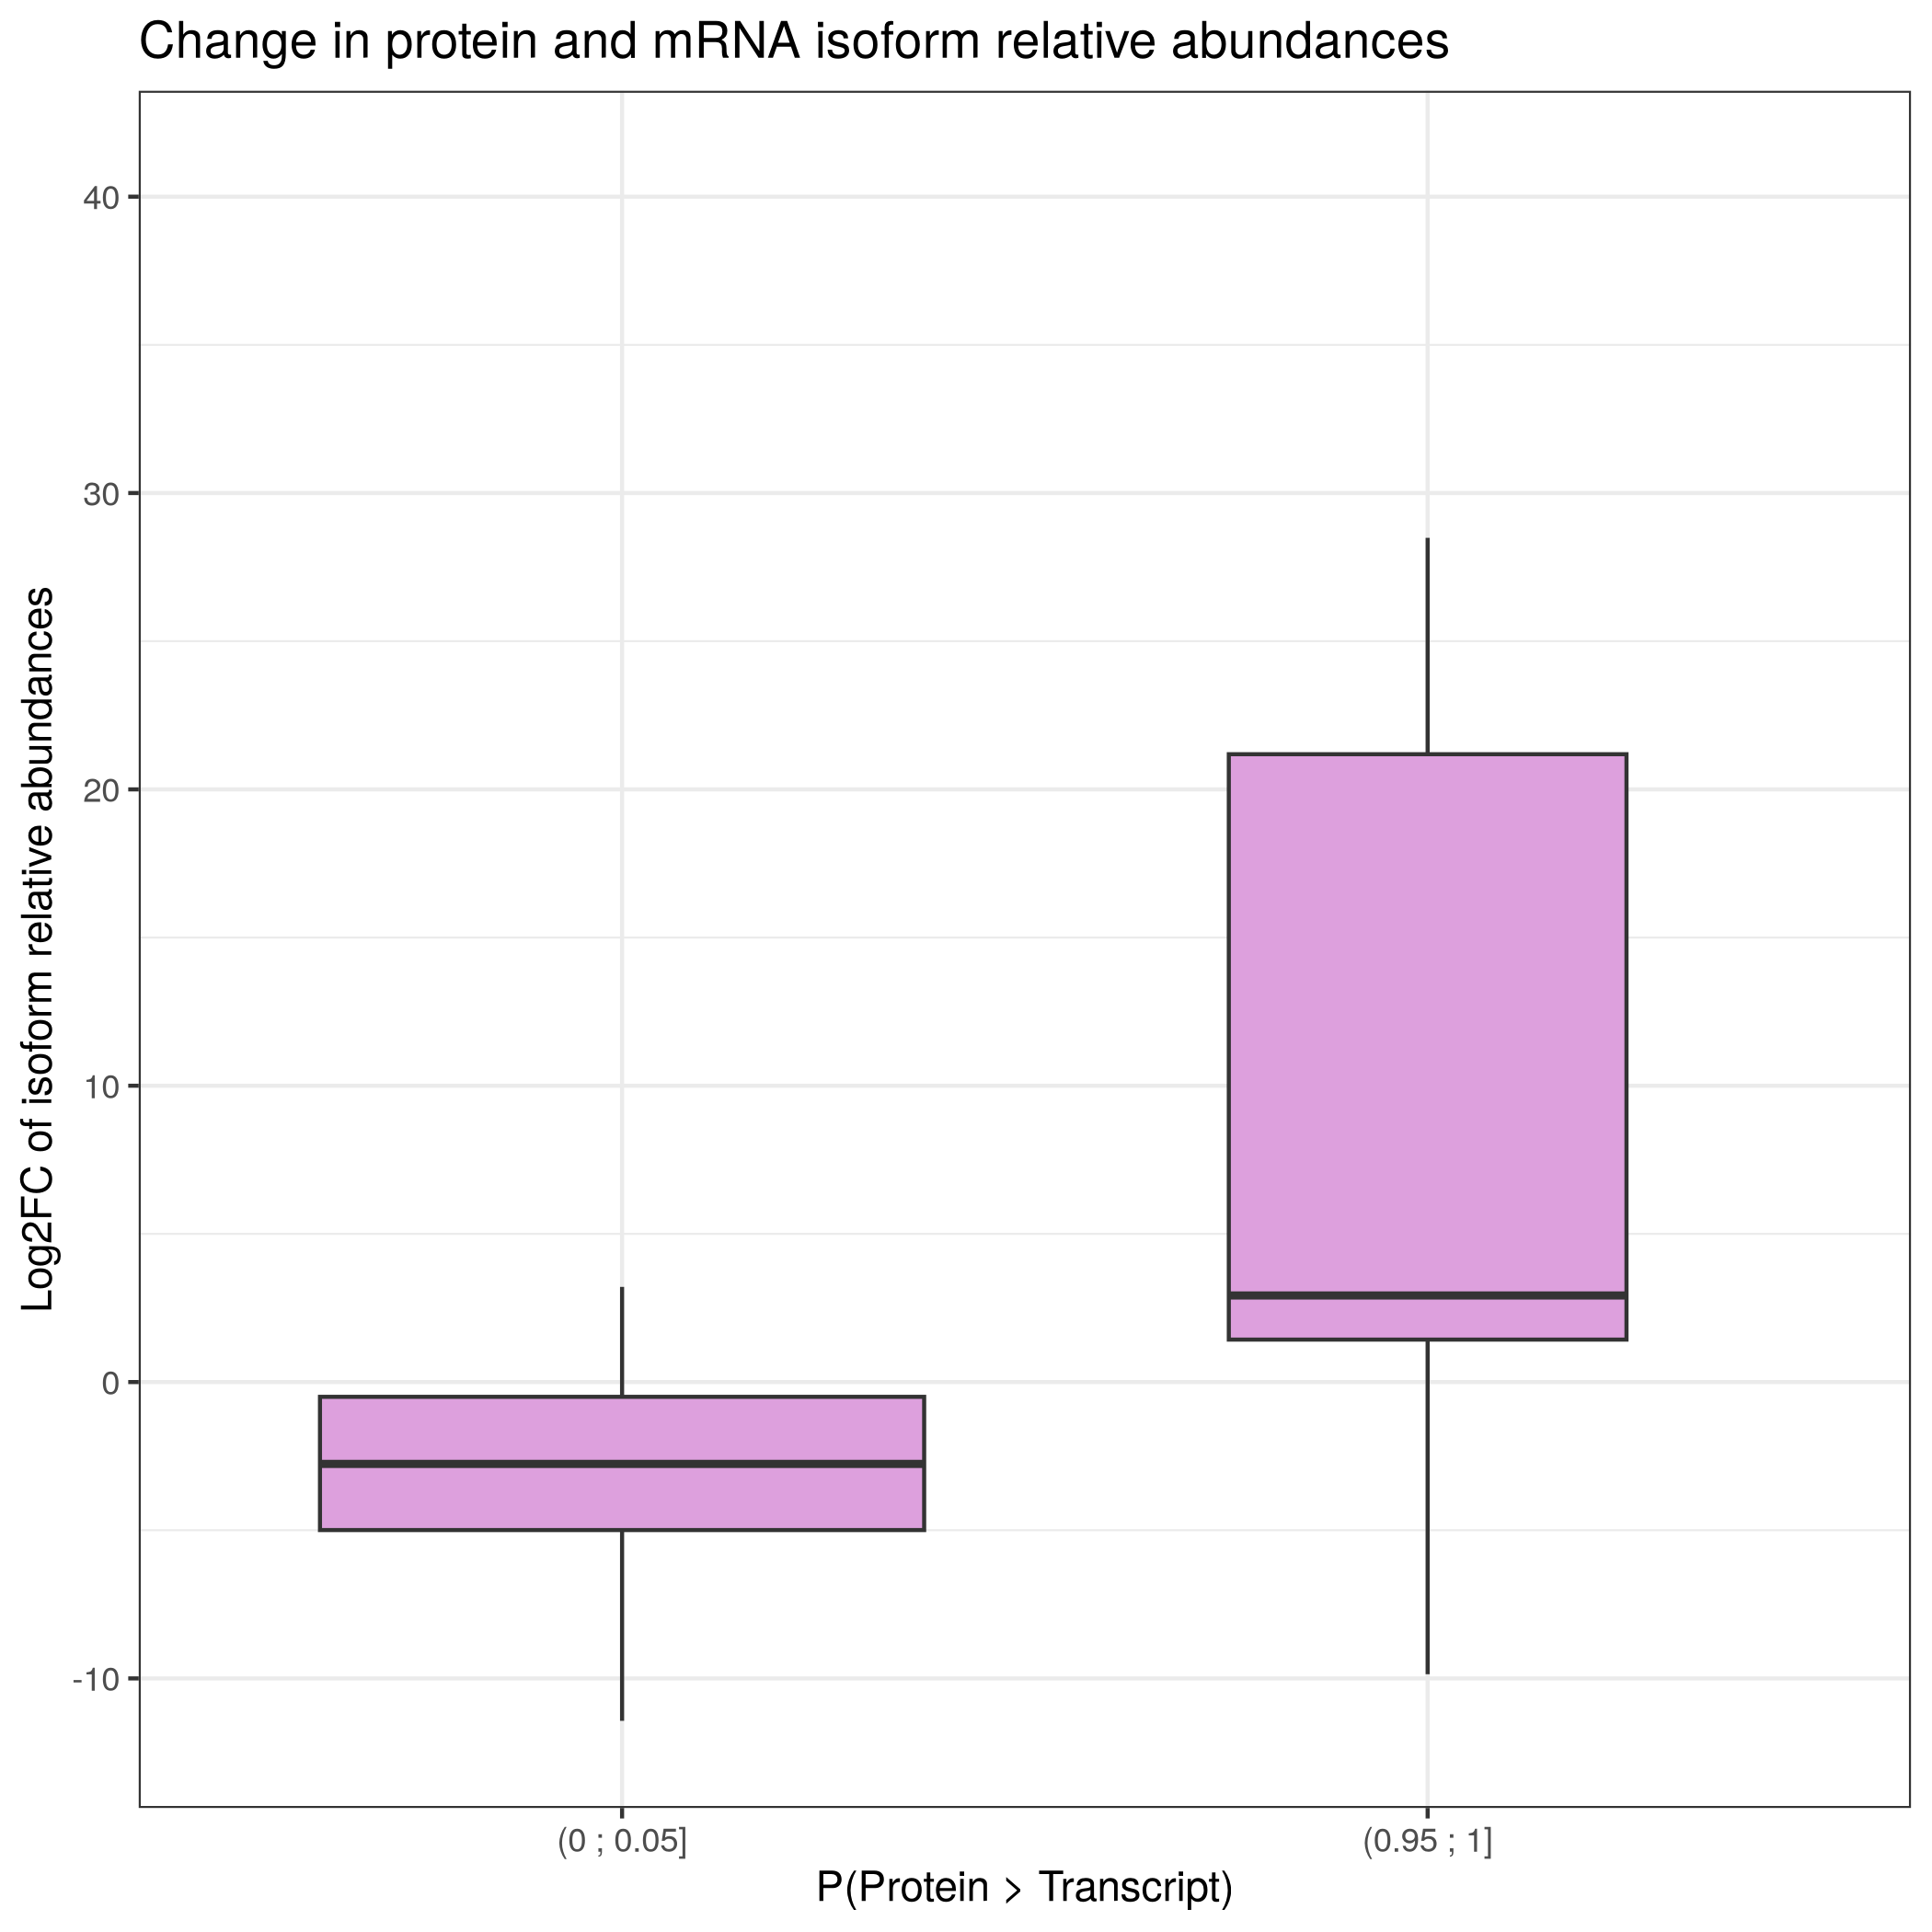 Change in protein and mRNA isoform relative abundances
Log2FC of isoform relative abundances
40
30
20
10
0
-10
(0 ; 0.05]
(0.95 ; 1]
P(Protein > Transcript)